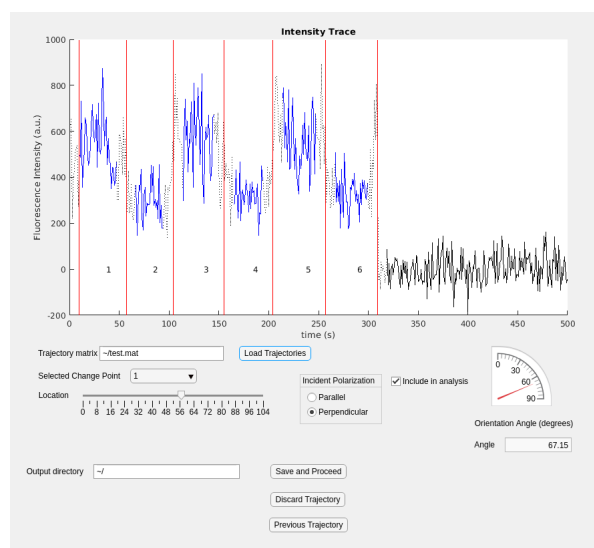 Intensity Trace
Fluorescence Intensity (a.u.)
1000
800
600
400
200
0
-200
1 2 3 4 5 6
0 50 100 150 200 250 300 350 400 450 500
time (s)
Trajectory matrix ~/test.mat Load Trajectories
Selected Change Point 1
Location
0 8 16 24 32 40 48 56 64 72 80 88 96 104
Incident Polarization
Parallel
Perpendicular
Include in analysis
0 30 60 90
Orientation Angle (degrees)
Angle 67.15
Output directory ~/ Save and Proceed
Discard Trajectory
Previous Trajectory